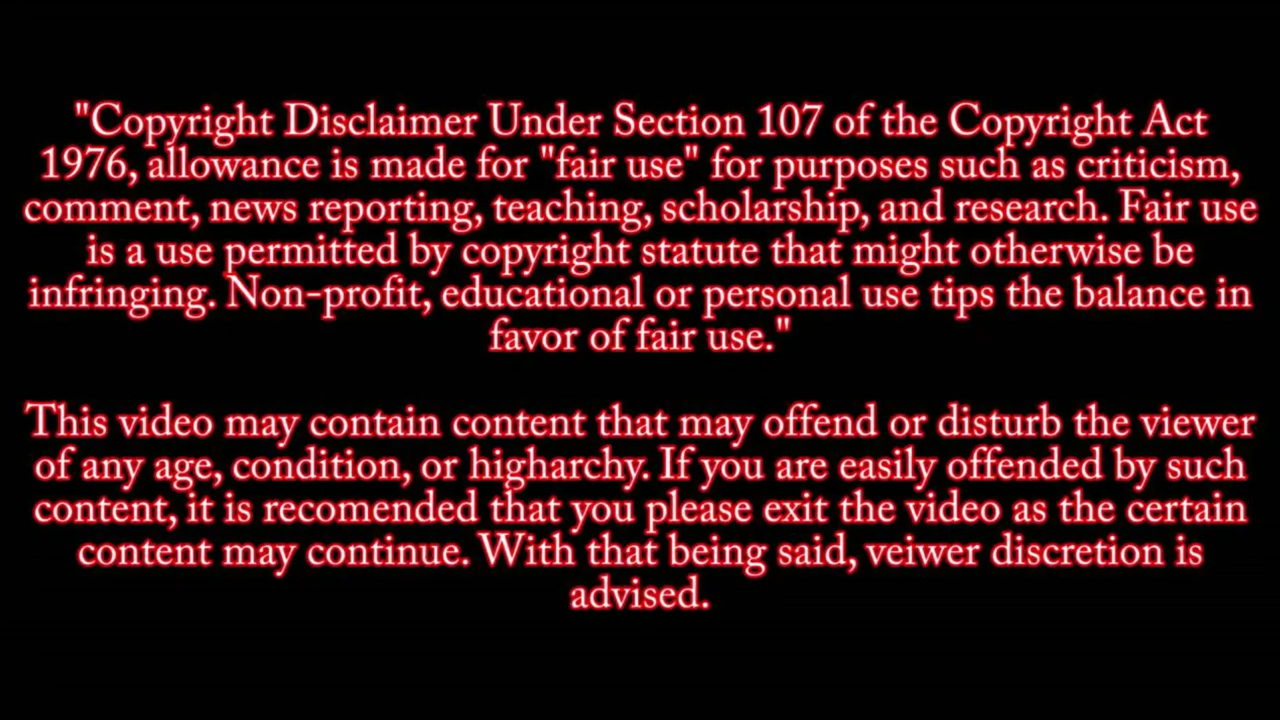 "Copyright Disclaimer Under Section 107 of the Copyright Act
1976, allowance is made for "fair use" for purposes such as criticism,
comment, news reporting, teaching, scholarship, and research. Fair use
is a use permitted by copyright statute that might otherwise be
infringing. Non-profit, educational or personal use tips the balance in
favor of fair use."
This video may contain content that may offend or disturb the viewer
of any age, condition, or higharchy. If you are easily offended by such
content, it is recomended that you please exit the video as the certain
content may continue. With that being said, veiwer discretion is
advised.